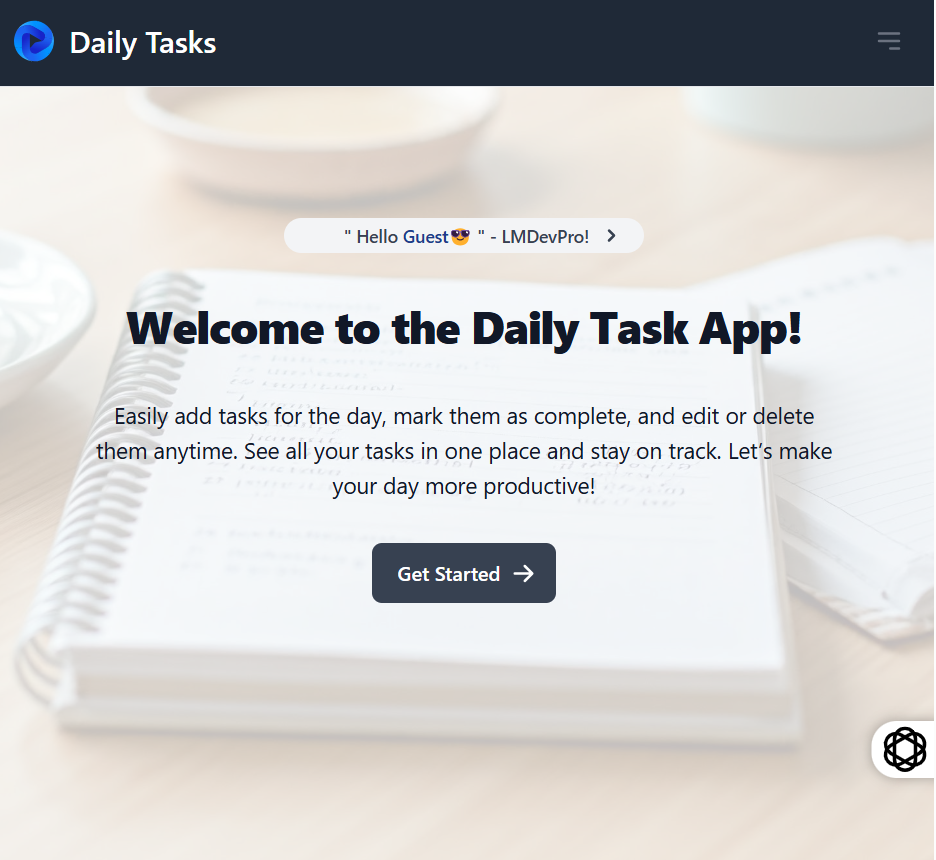 Daily Tasks
" Hello Guest😎 " - LMDevPro!
Welcome to the Daily Task App!
Easily add tasks for the day, mark them as complete, and edit or delete
them anytime. See all your tasks in one place and stay on track. Let’s make
your day more productive!
Get Started